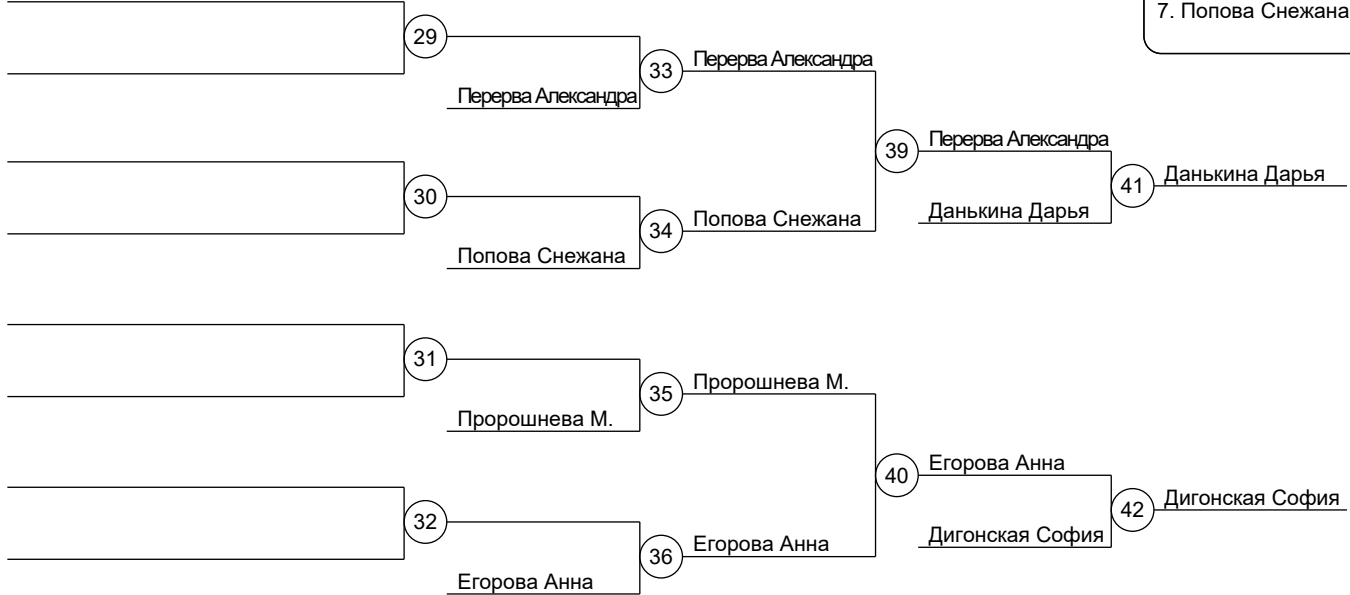 7. Попова Снежана
29
33
Перерва Александра
Перерва Александра
39
Перерва Александра
41
Данькина Дарья
30
Данькина Дарья
34
Попова Снежана
Попова Снежана
31
35
Пророшнева М.
Пророшнева М.
40
Егорова Анна
42
Дигонская София
32
Дигонская София
36
Егорова Анна
Егорова Анна